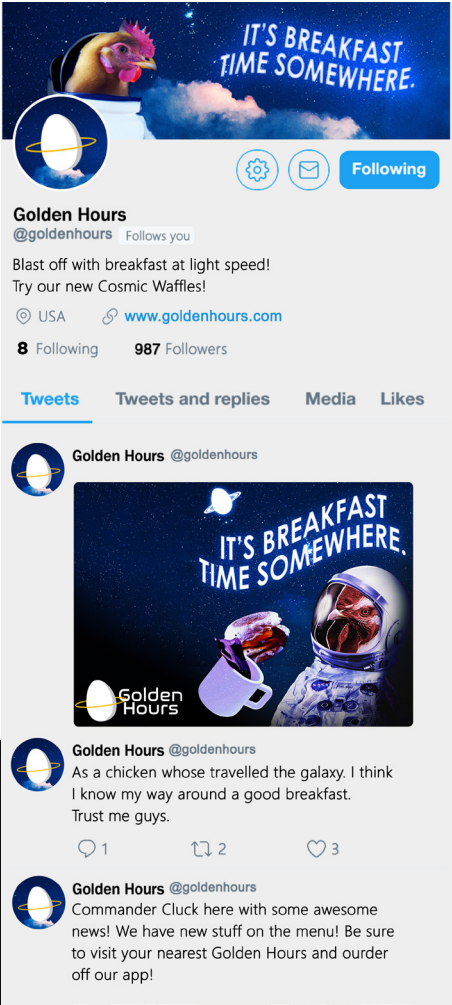 IT'S BREAKFAST
TIME SOMEWHERE.
Following
Golden Hours
@goldenhours Follows you
Blast off with breakfast at light speed!
Try our new Cosmic Waffles!
USA www.goldenhours.com
8 Following 987 Followers
Tweets Tweets and replies Media Likes
Golden Hours @goldenhours
IT'S BREAKFAST
TIME SOMEWHERE.
Golden
Hours
Golden Hours @goldenhours
As a chicken whose travelled the galaxy. I think
I know my way around a good breakfast.
Trust me guys.
1 2 3
Golden Hours @goldenhours
Commander Cluck here with some awesome
news! We have new stuff on the menu! Be sure
to visit your nearest Golden Hours and ourder
off our app!